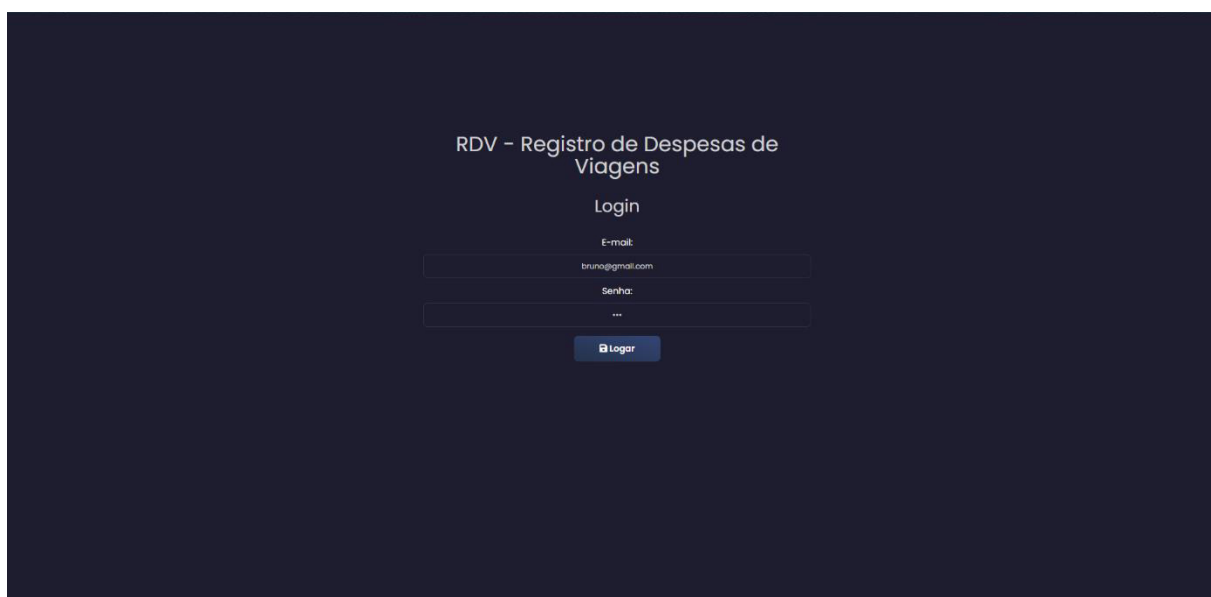 RDV - Registro de Despesas de
Viagens
Login
E-mail:
bruno@gmail.com
Senha:
•••
Logar